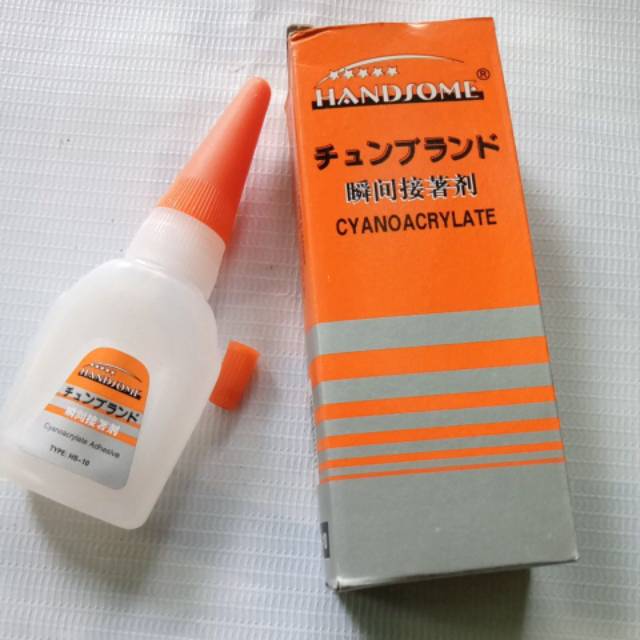 HANDSOME®
チュンブランド
瞬间接著剤
CYANOACRYLATE
HANDSOME
チュンブランド
瞬间接著剤
Cyanoacrylate Adhesive
TYPE: HS-10